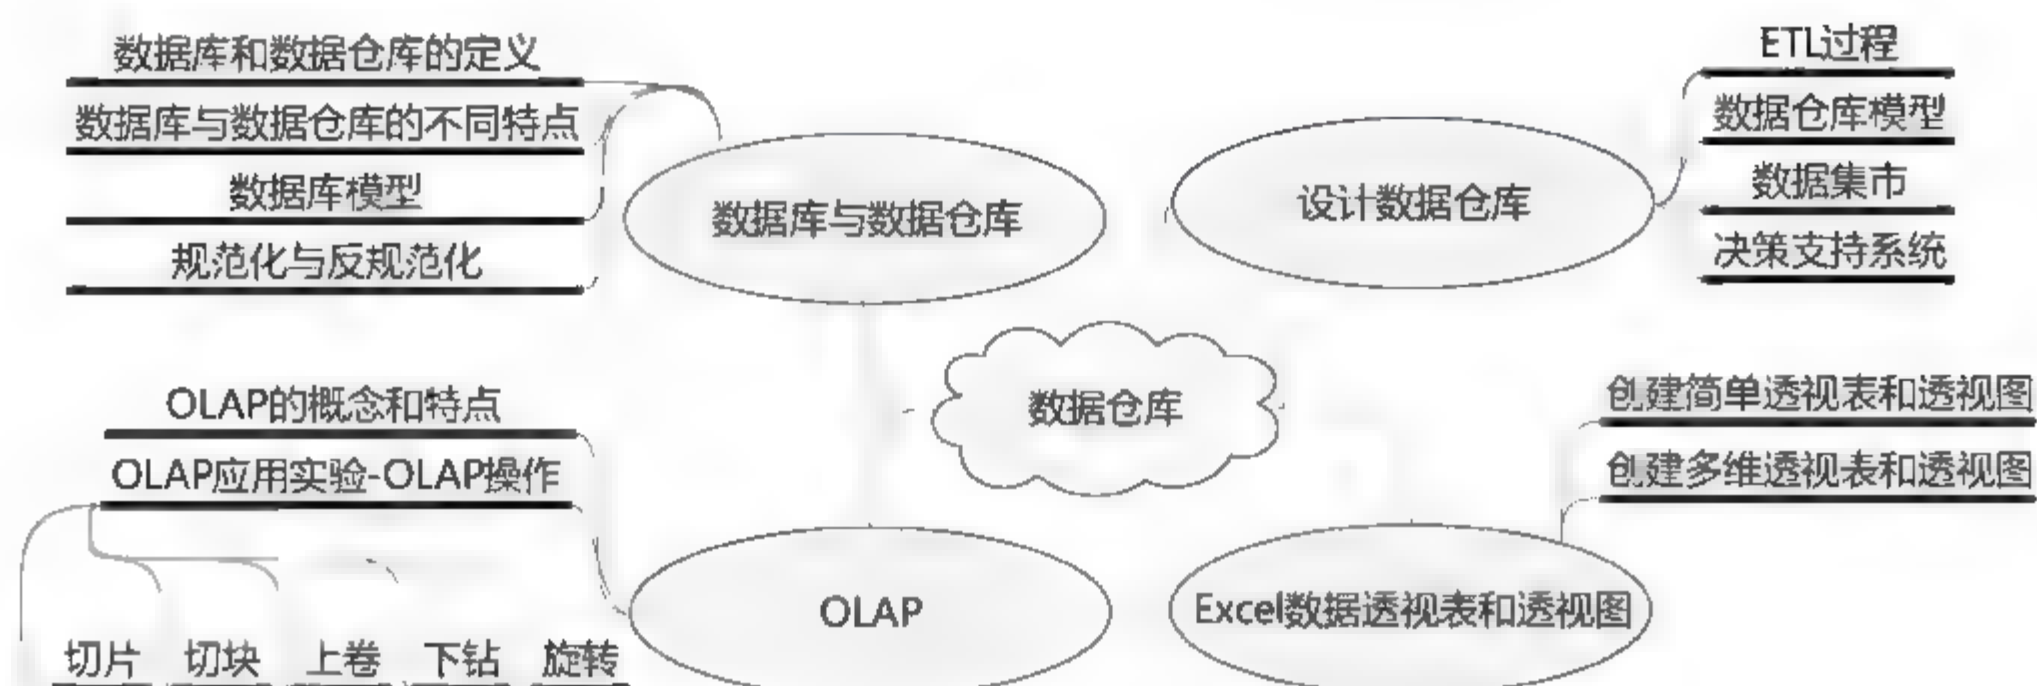 数据库和数据仓库的定义
数据库与数据仓库的不同特点
数据库模型
规范化与反规范化
数据库与数据仓库
设计数据仓库
ETL过程
数据仓库模型
数据集市
决策支持系统
数据仓库
OLAP的概念和特点
OLAP应用实验-OLAP操作
切片 切块 上卷 下钻 旋转
OLAP
Excel数据透视表和透视图
创建简单透视表和透视图
创建多维透视表和透视图